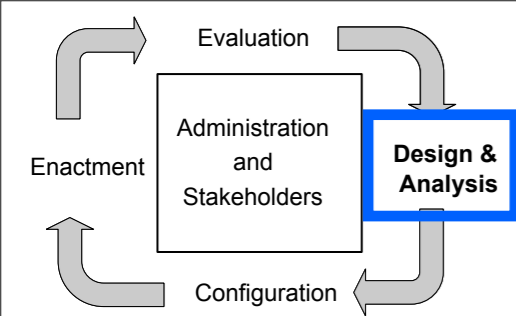 Evaluation
Administration
and
Stakeholders
Design &
Analysis
Enactment
Configuration